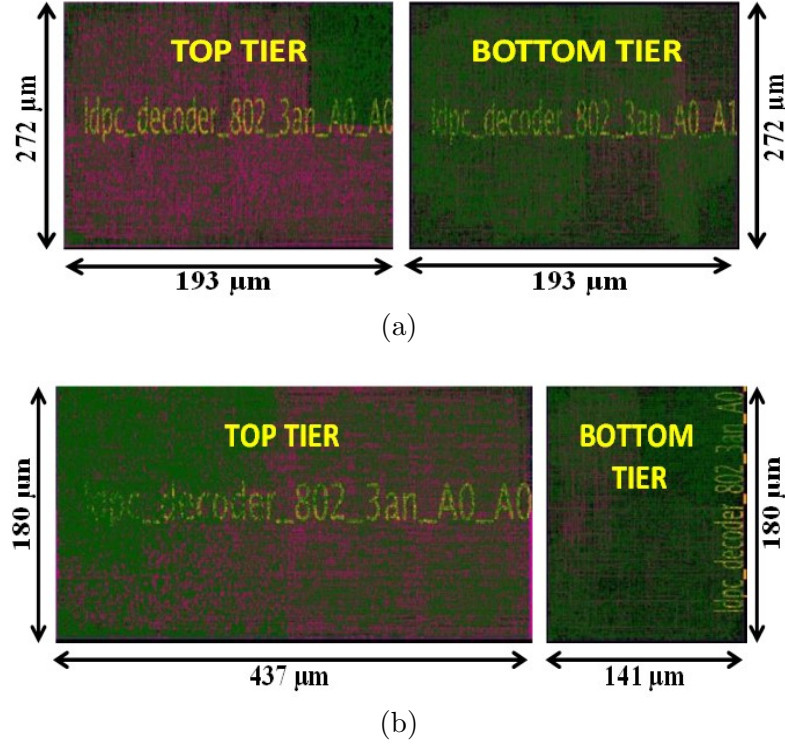 TOP TIER
BOTTOM TIER
272 µm
ldpc_decoder_802_3an_A0_A0
ldpc_decoder_802_3an_A0_A1
272 µm
193 µm
193 µm
(a)
180 µm
TOP TIER
ldpc_decoder_802_3an_A0_A0
BOTTOM
TIER
ldpc_decoder_802_3an_A0
180 µm
437 µm
141 µm
(b)